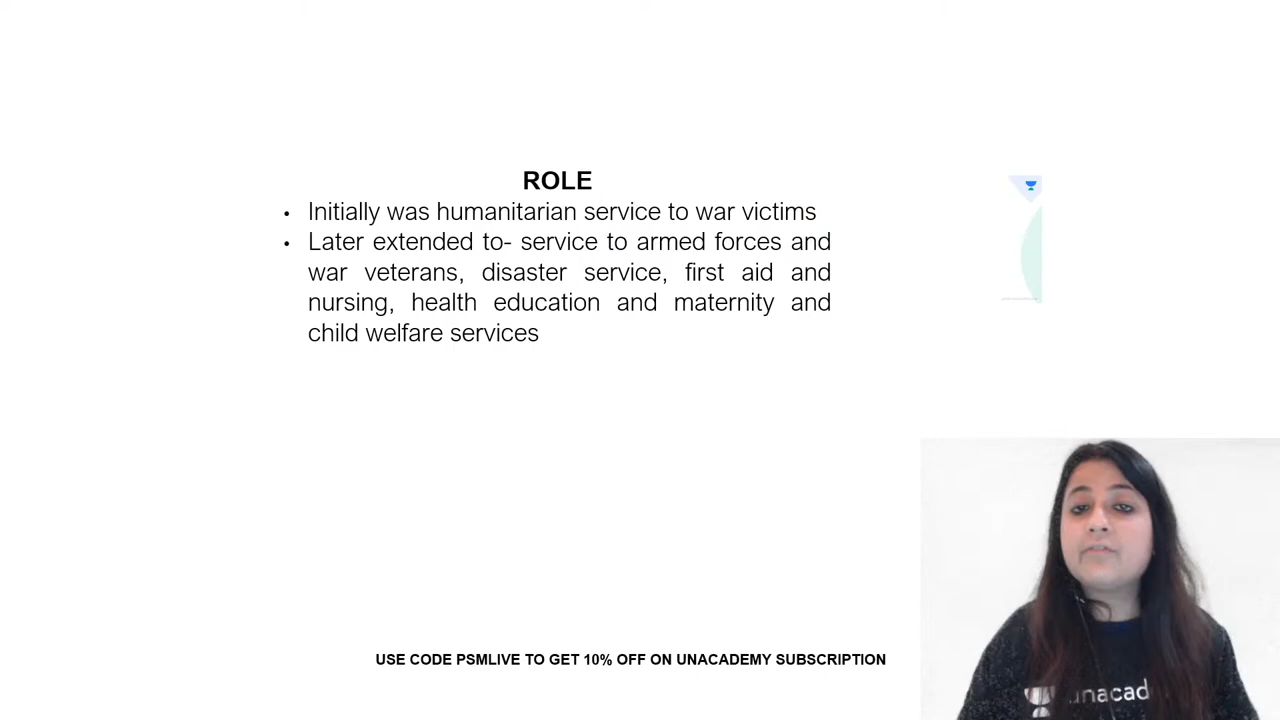 ROLE
• Initially was humanitarian service to war victims
• Later extended to- service to armed forces and
war veterans, disaster service, first aid and
nursing, health education and maternity and
child welfare services
USE CODE PSMLIVE TO GET 10% OFF ON UNACADEMY SUBSCRIPTION
unacad